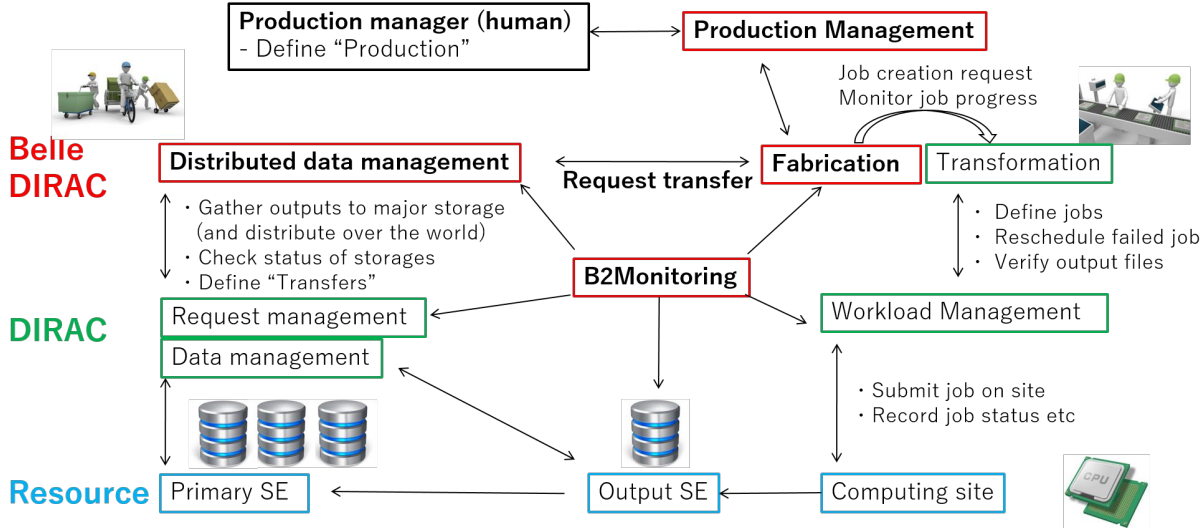 Production manager (human)
- Define “Production”
Production Management
Job creation request
Monitor job progress
Belle
DIRAC
Distributed data management
Request transfer
Fabrication
Transformation
・Gather outputs to major storage
(and distribute over the world)
・Check status of storages
・Define “Transfers”
・Define jobs
・Reschedule failed job
・Verify output files
B2Monitoring
DIRAC
Request management
Workload Management
Data management
・Submit job on site
・Record job status etc
Resource
Primary SE
Output SE
Computing site
CPU